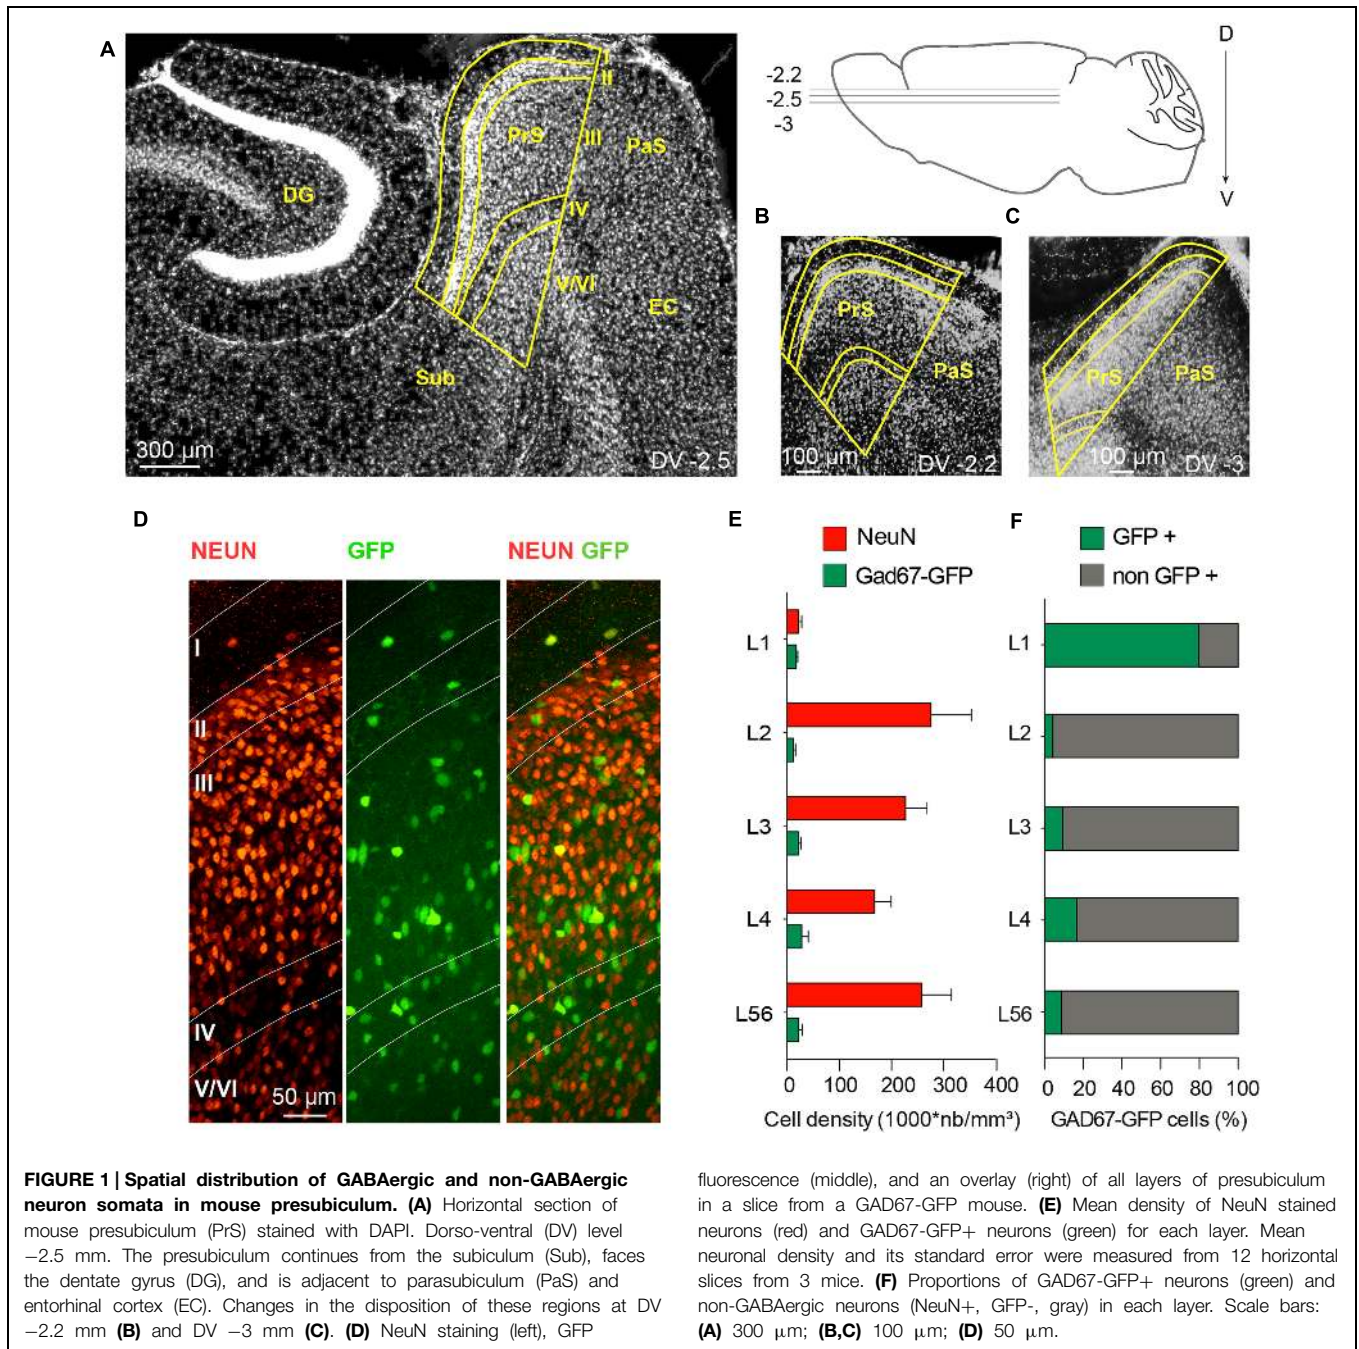 A
I
II
PrS
III
PaS
DG
IV
V/VI
EC
Sub
300 µm
DV -2.5
D
-2.2
-2.5
-3
V
B
PrS
PaS
100 µm
DV -2.2
C
PrS
PaS
100 µm
DV -3
D
NEUN
GFP
NEUN GFP
I
II
III
IV
V/VI
50 µm
E
NeuN
Gad67-GFP
L1
L2
L3
L4
L56
0 100 200 300 400
Cell density (1000*nb/mm³)
F
GFP +
non GFP +
L1
L2
L3
L4
L56
0 20 40 60 80 100
GAD67-GFP cells (%)
FIGURE 1 | Spatial distribution of GABAergic and non-GABAergic
neuron somata in mouse presubiculum. (A) Horizontal section of
mouse presubiculum (PrS) stained with DAPI. Dorso-ventral (DV) level
−2.5 mm. The presubiculum continues from the subiculum (Sub), faces
the dentate gyrus (DG), and is adjacent to parasubiculum (PaS) and
entorhinal cortex (EC). Changes in the disposition of these regions at DV
−2.2 mm (B) and DV −3 mm (C). (D) NeuN staining (left), GFP
fluorescence (middle), and an overlay (right) of all layers of presubiculum
in a slice from a GAD67-GFP mouse. (E) Mean density of NeuN stained
neurons (red) and GAD67-GFP+ neurons (green) for each layer. Mean
neuronal density and its standard error were measured from 12 horizontal
slices from 3 mice. (F) Proportions of GAD67-GFP+ neurons (green) and
non-GABAergic neurons (NeuN+, GFP-, gray) in each layer. Scale bars:
(A) 300 µm; (B,C) 100 µm; (D) 50 µm.